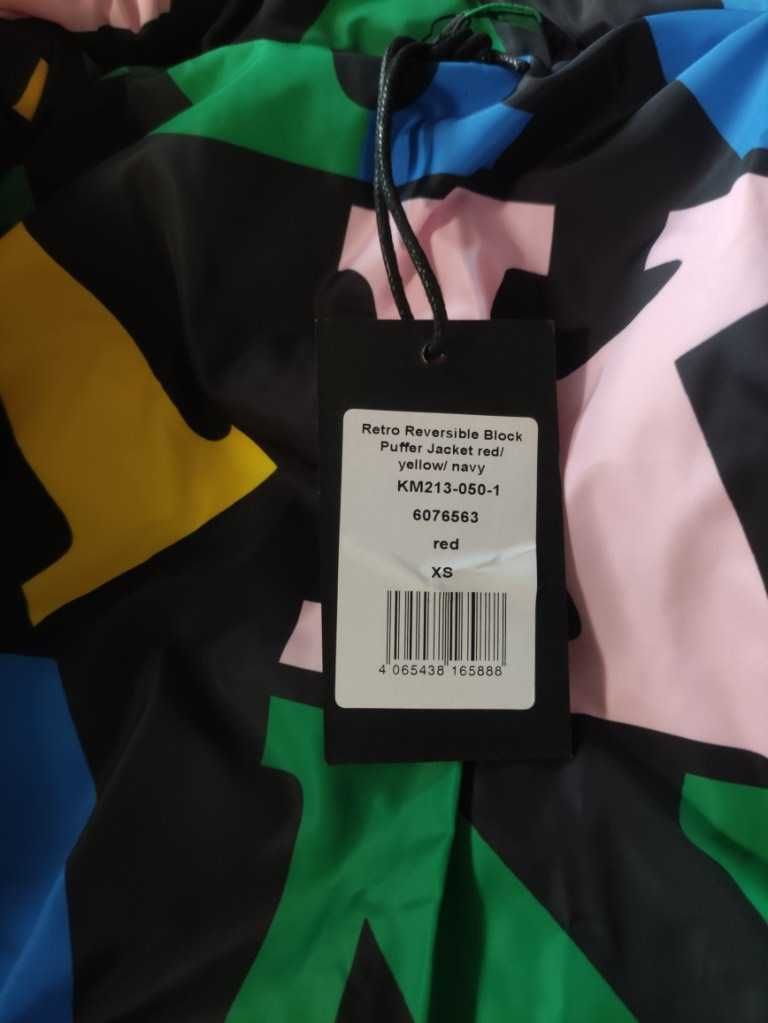 Retro Reversible Block
Puffer Jacket red/
yellow/ navy
KM213-050-1
6076563
red
XS
4 065438 165888